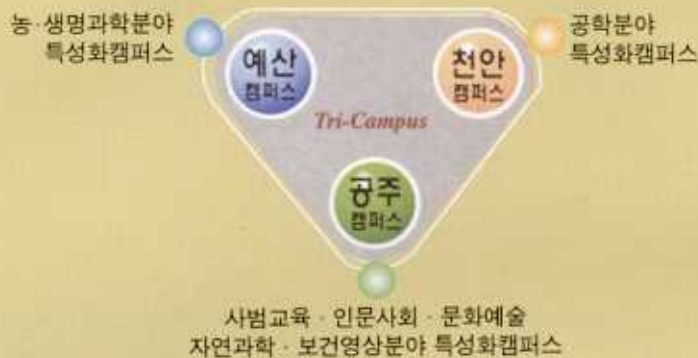 농·생명과학분야
특성화캠퍼스
예산
캠퍼스
천안
캠퍼스
공학분야
특성화캠퍼스
Tri-Campus
공주
캠퍼스
사범교육 · 인문사회 · 문화예술
자연과학 · 보건영상분야 특성화캠퍼스